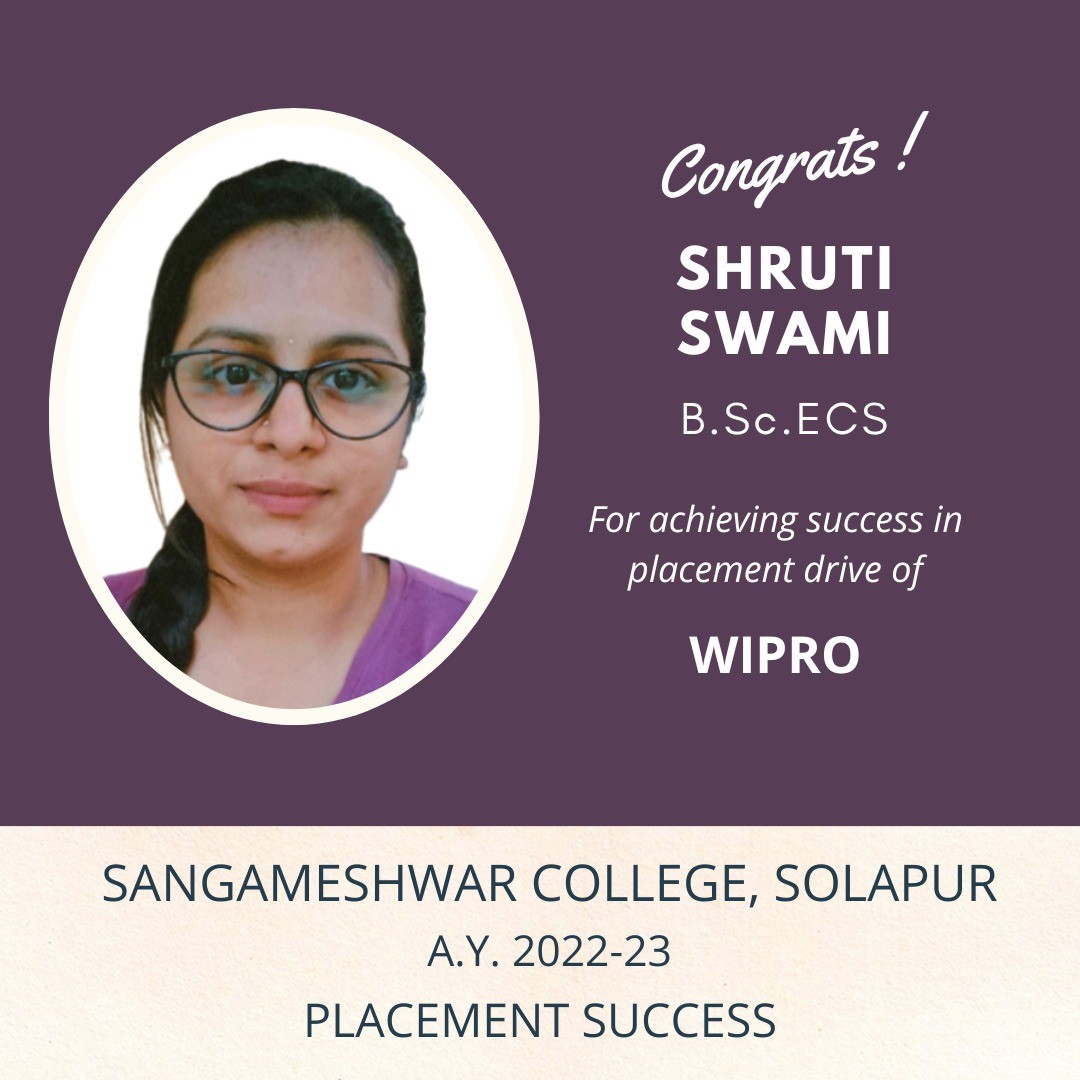 Congrats !
SHRUTI
SWAMI
B.Sc.ECS
For achieving success in
placement drive of
WIPRO
SANGAMESHWAR COLLEGE, SOLAPUR
A.Y. 2022-23
PLACEMENT SUCCESS